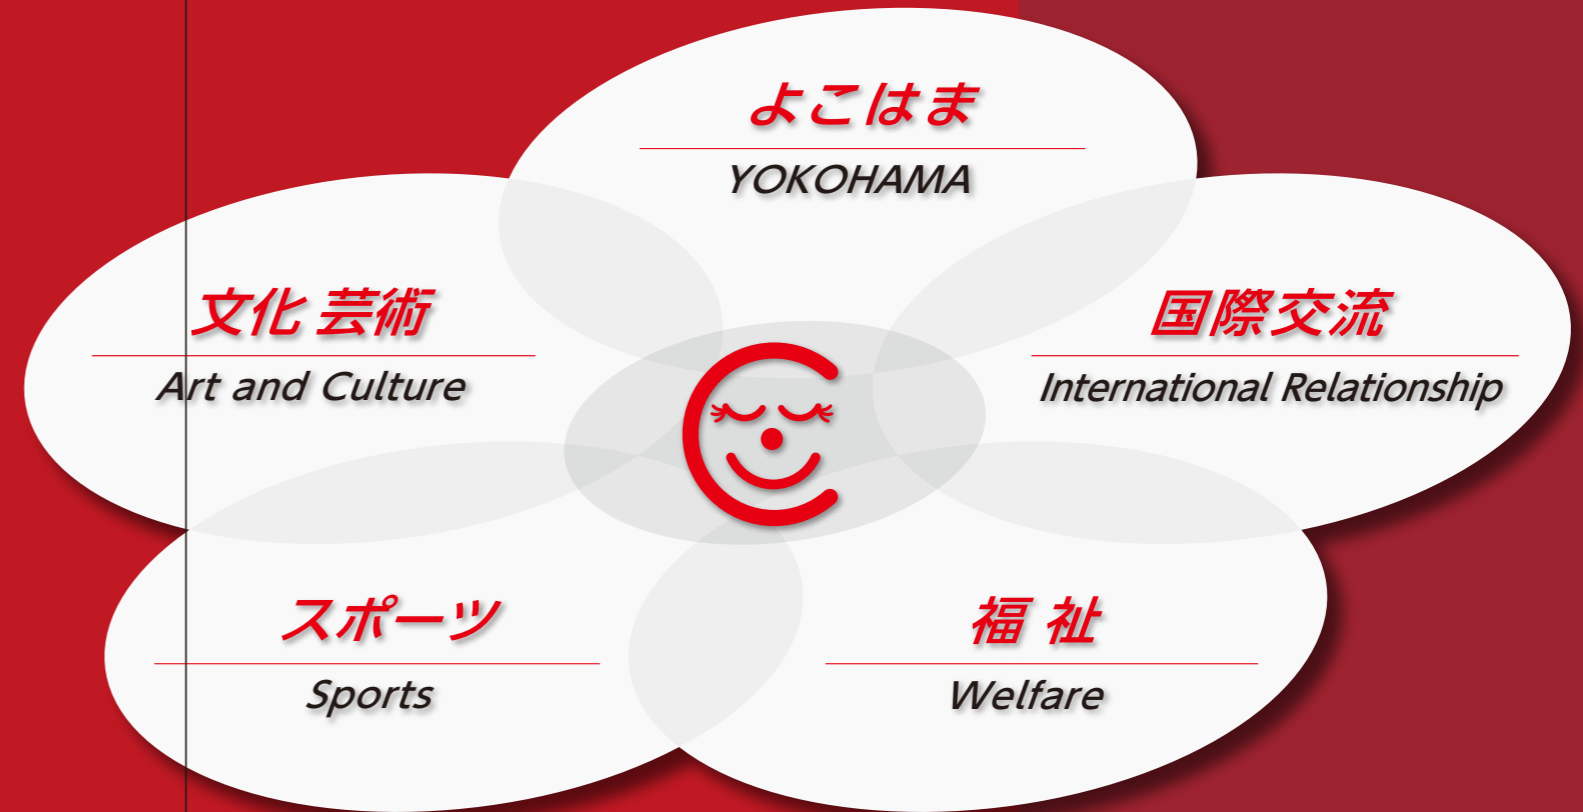 よこはま
YOKOHAMA
文化 芸術
Art and Culture
国際交流
International Relationship
スポーツ
Sports
福 祉
Welfare